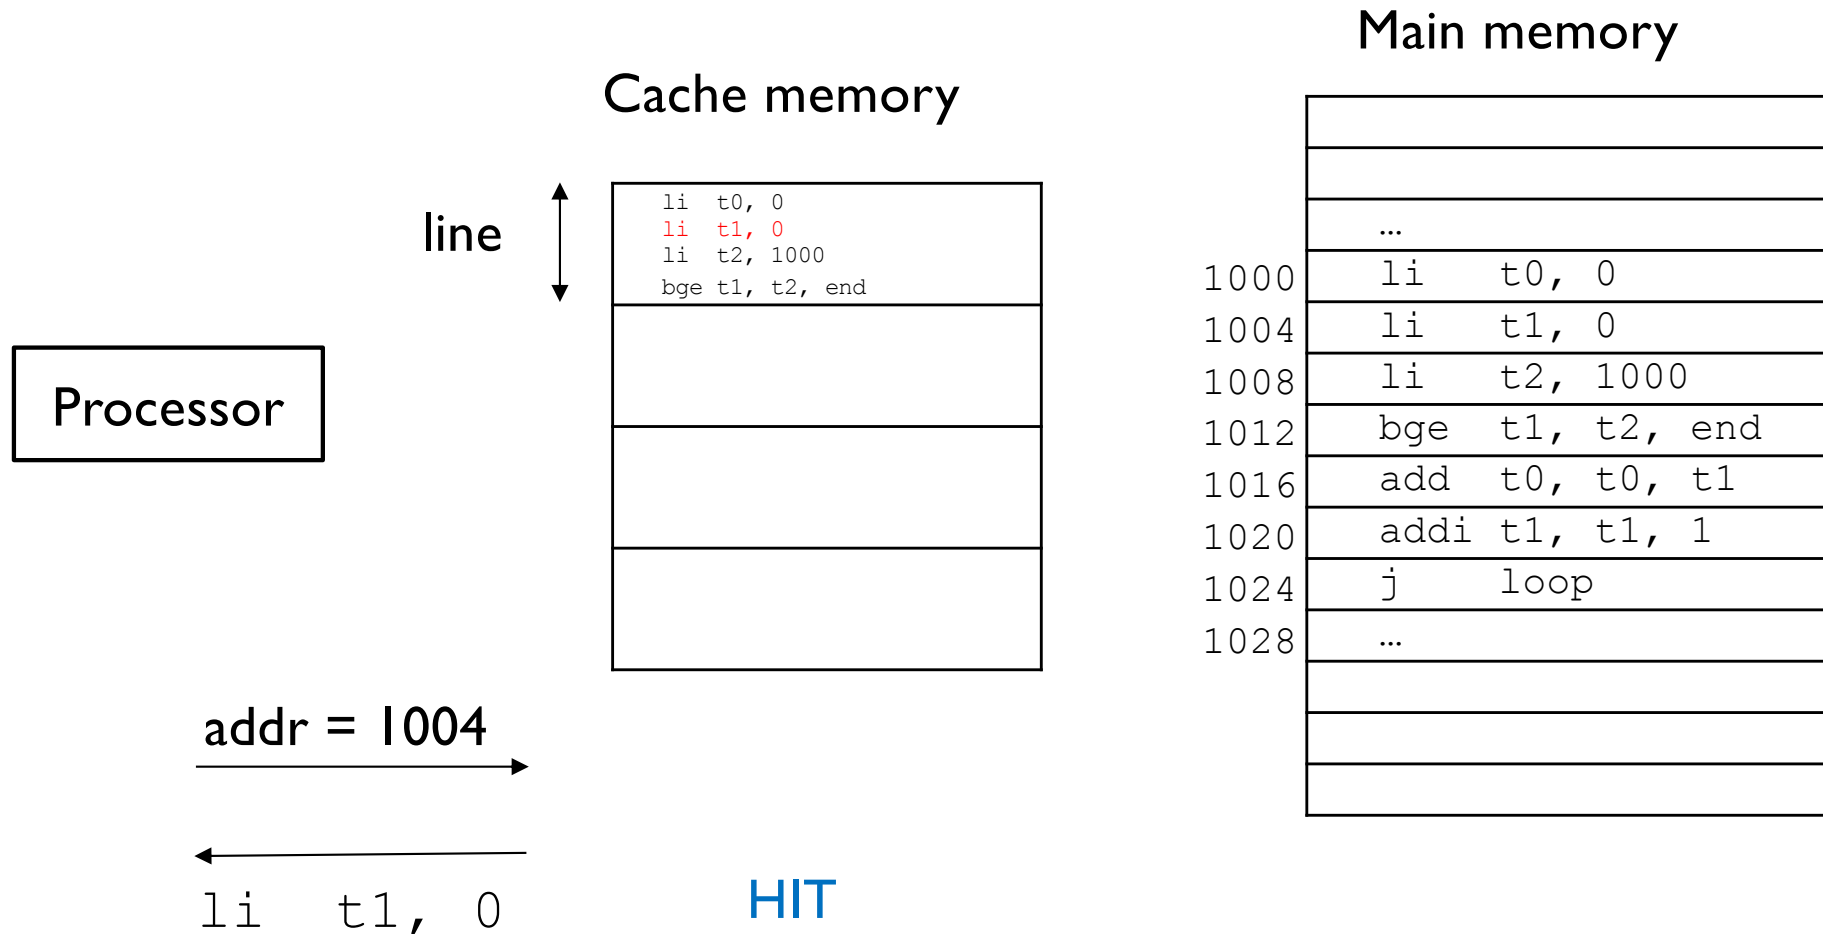 Main memory
Cache memory
line
li t0, 0
li t1, 0
li t2, 1000
bge t1, t2, end
Processor
…
1000 li t0, 0
1004 li t1, 0
1008 li t2, 1000
1012 bge t1, t2, end
1016 add t0, t0, t1
1020 addi t1, t1, 1
1024 j loop
1028 …
addr = 1004
li t1, 0
HIT